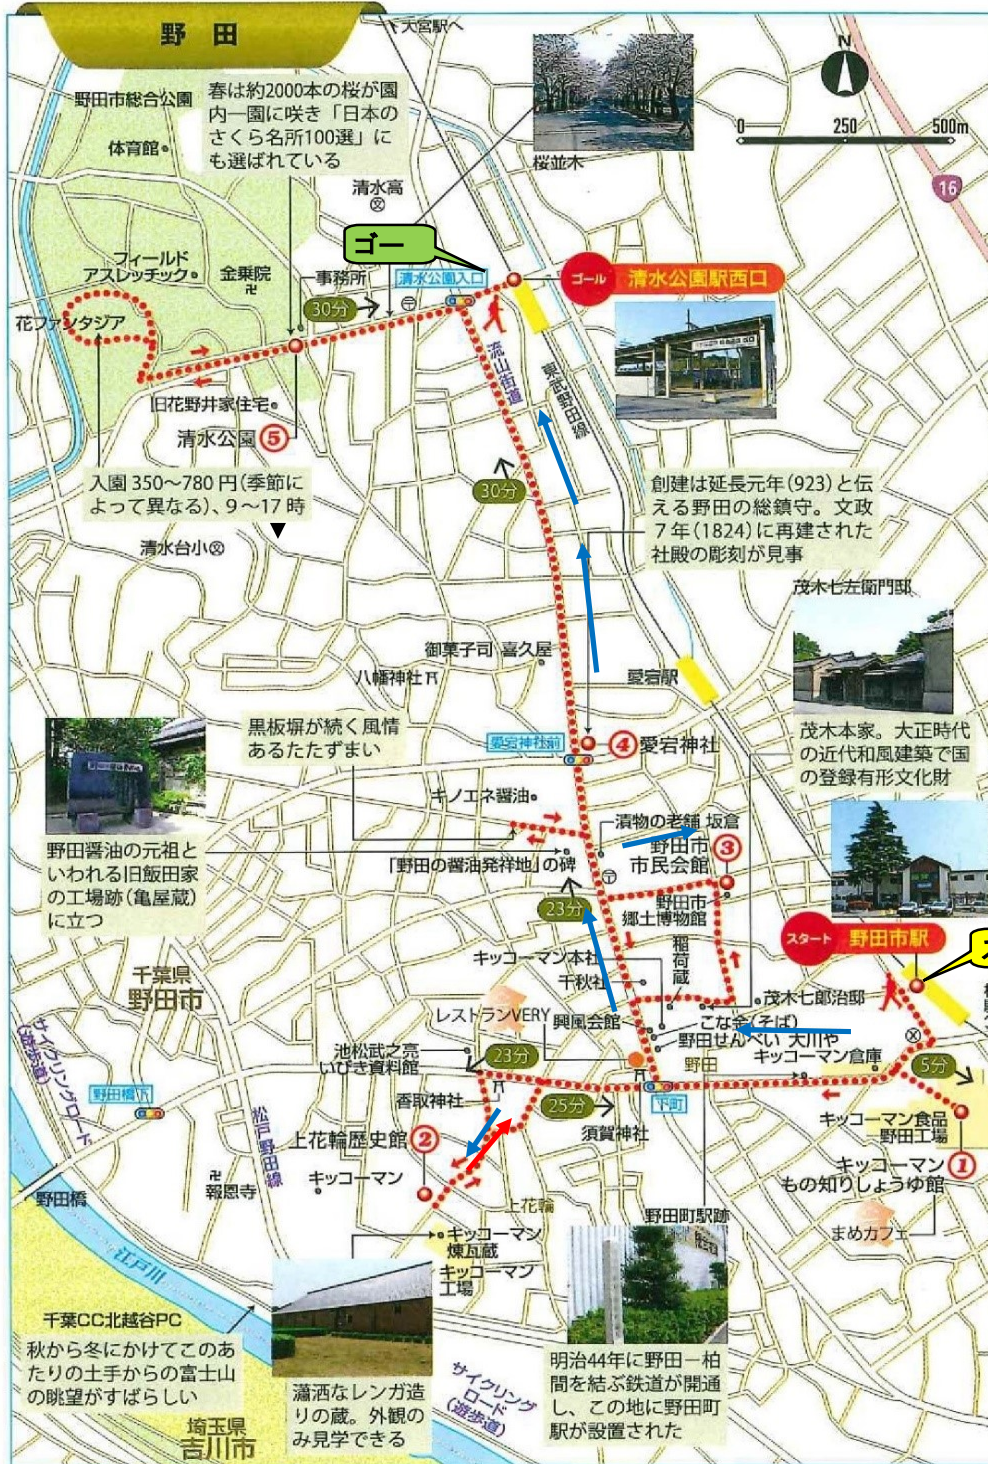 野 田
大宮駅へ
N
0 250 500m
16
野田市総合公園
体育館
春は約2000本の桜が園
内一園に咲き「日本の
さくら名所100選」に
も選ばれている
桜並木
清水高
ゴー
フィールド
アスレッチック
金乗院
事務所
清水公園入口
ゴール 清水公園駅西口
30分
花ファンタジア
流山街道
東武野田線
旧花野井家住宅
清水公園 5
入園 350〜780 円(季節に
よって異なる)、9〜17 時
30分
創建は延長元年(923)と伝
える野田の総鎮守。文政
7年(1824)に再建された
社殿の彫刻が見事
清水台小
茂木七左衛門邸
御菓子司 喜久屋
八幡神社
愛宕駅
黒板塀が続く風情
あるたたずまい
愛宕神社前
4 愛宕神社
茂木本家。大正時代
の近代和風建築で国
の登録有形文化財
キノエネ醤油
漬物の老舗 坂倉
野田醤油の元祖と
いわれる旧飯田家
の工場跡(亀屋蔵)
に立つ
「野田の醤油発祥地」の碑
野田市
市民会館
3
23分
野田市
郷土博物館
スタート 野田市駅
ス
キッコーマン本社
稲荷蔵
千秋社
千葉県
野田市
茂木七郎治邸
レストランVERY
興風会館
こな金(そば)
野田せんべい 大川や
池松武之亮
いびき資料館
23分
野田
キッコーマン倉庫
5分
サイクリングロード
(遊歩道)
野田橋下
香取神社
25分
下町
松戸野田線
須賀神社
キッコーマン食品
野田工場
上花輪歴史館 2
キッコーマン
もの知りしょうゆ館
1
キッコーマン
報恩寺
野田橋
上花輪
野田町駅跡
まめカフェ
キッコーマン
煉瓦蔵
キッコーマン
工場
江戸川
千葉CC北越谷PC
秋から冬にかけてこのあ
たりの土手からの富士山
の眺望がすばらしい
瀟洒なレンガ造
りの蔵。外観の
み見学できる
サイクリング
ロード
(遊歩道)
明治44年に野田−柏
間を結ぶ鉄道が開通
し、この地に野田町
駅が設置された
埼玉県
吉川市